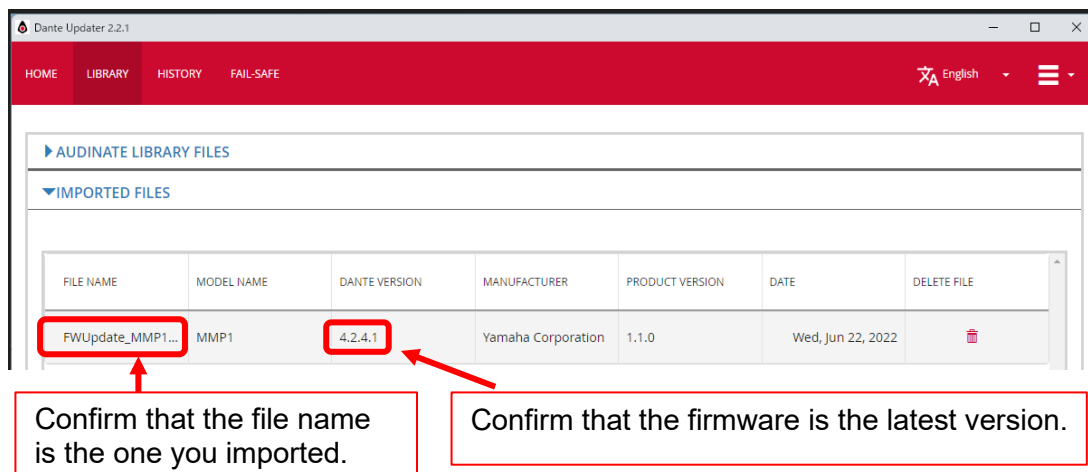 Dante Updater 2.2.1
HOME LIBRARY HISTORY FAIL-SAFE English
AUDINATE LIBRARY FILES
IMPORTED FILES
FILE NAME MODEL NAME DANTE VERSION MANUFACTURER PRODUCT VERSION DATE DELETE FILE
FWUpdate_MMP1... MMP1 4.2.4.1 Yamaha Corporation 1.1.0 Wed, Jun 22, 2022
Confirm that the file name
is the one you imported.
Confirm that the firmware is the latest version.